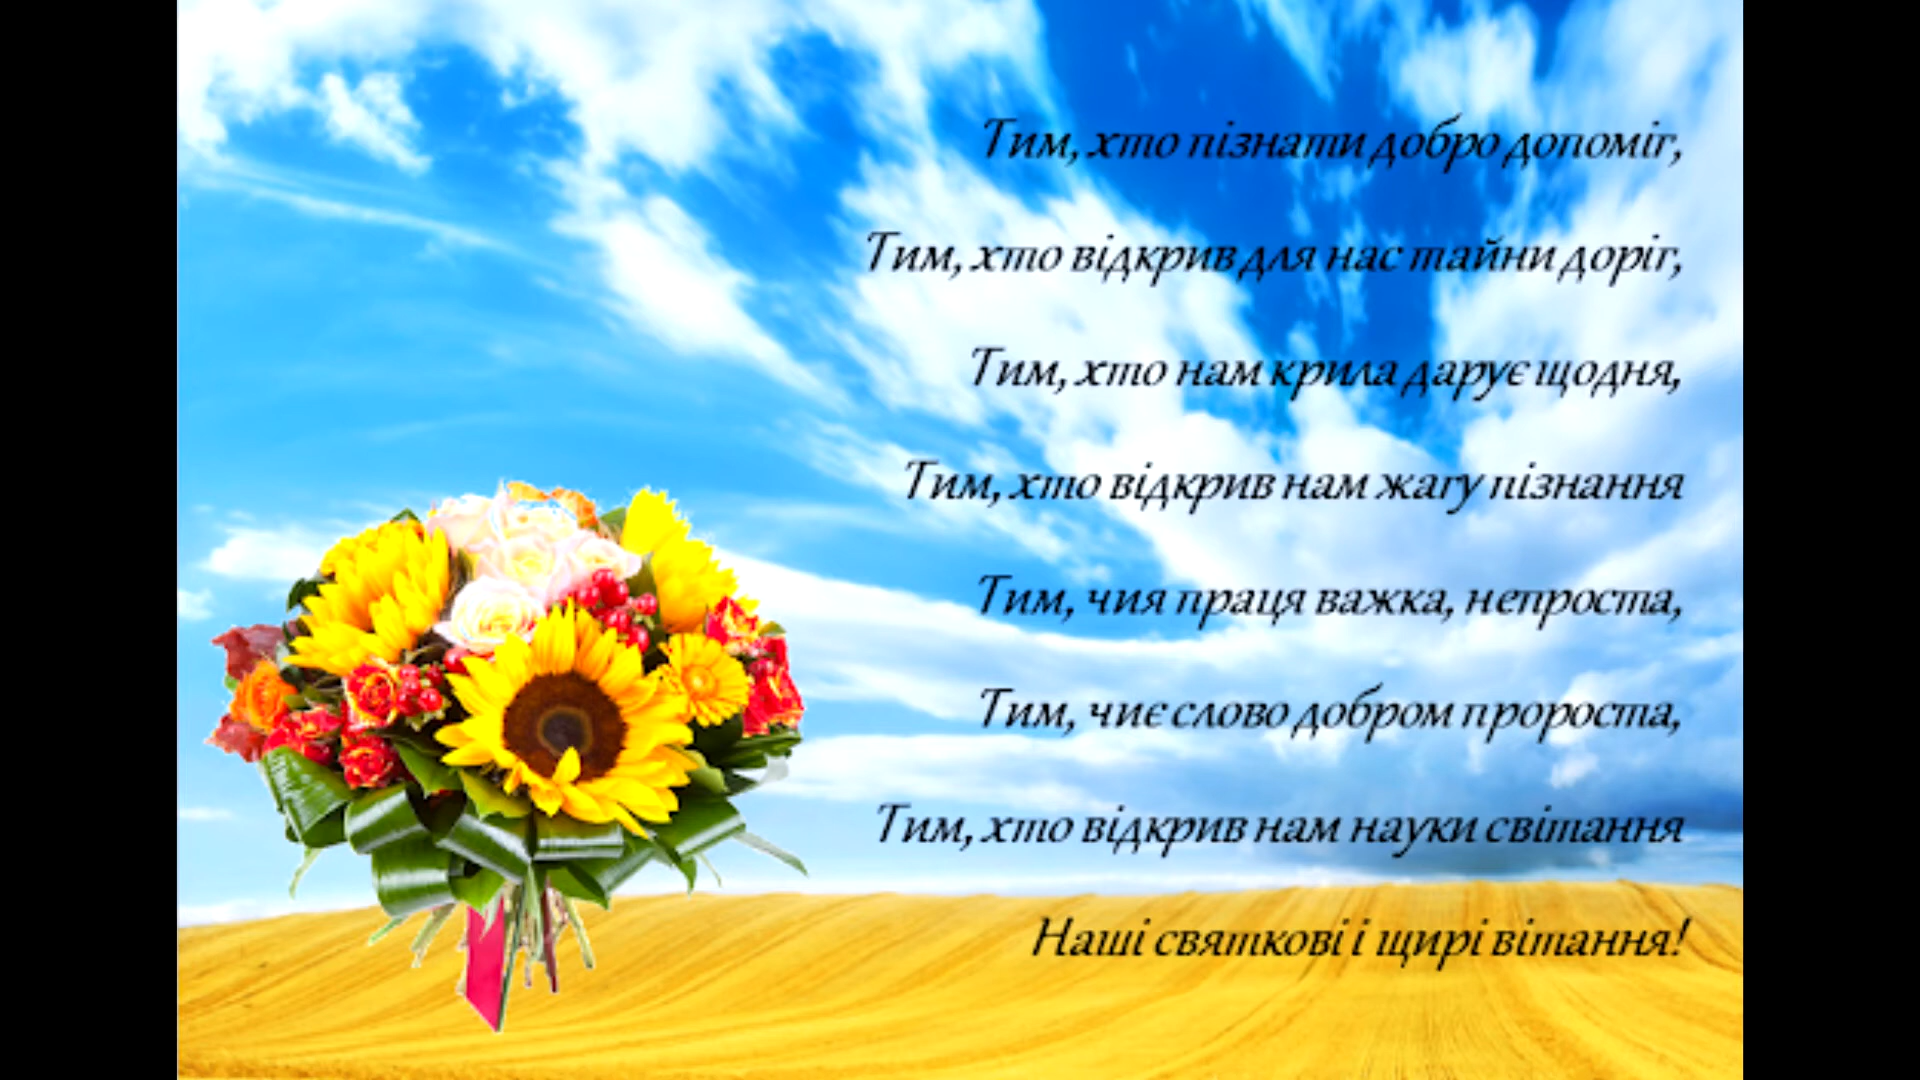 Тим, хто пізнати добро допоміг,
Тим, хто відкрив для нас тайни доріг,
Тим, хто нам крила дарує щодня,
Тим, хто відкрив нам жагу пізнання
Тим, чия праця важка, непроста,
Тим, чиє слово добром пророста,
Тим, хто відкрив нам науки світання
Наші святкові і щирі вітання!